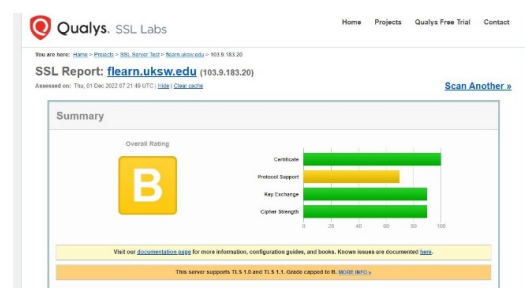 Qualys. SSL Labs
Home Projects Qualys Free Trial Contact
You are here: Home > Projects > SSL Server Test > flearn.uksw.edu > 103.9.183.20
SSL Report: flearn.uksw.edu (103.9.183.20)
Assessed on: Thu, 01 Dec 2022 07:21:49 UTC | Hide | Clear cache
Scan Another »
Summary
Overall Rating
B
Certificate
Protocol Support
Key Exchange
Cipher Strength
0 20 40 60 80 100
Visit our documentation page for more information, configuration guides, and books. Known issues are documented here.
This server supports TLS 1.0 and TLS 1.1. Grade capped to B. MORE INFO »